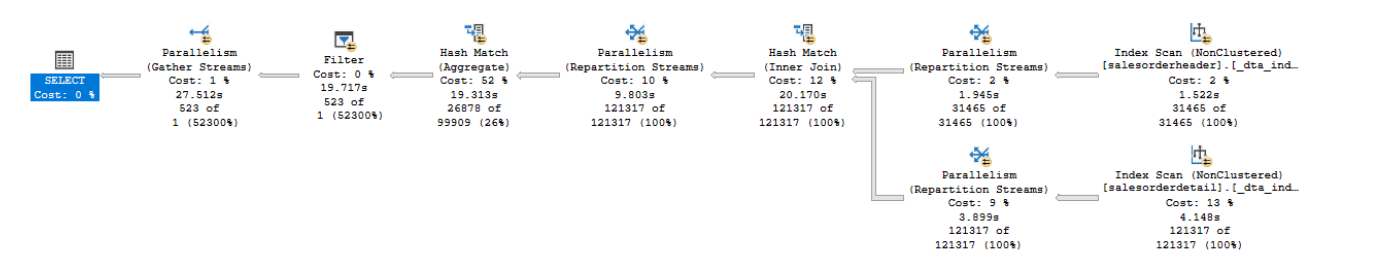 SELECT
Cost: 0 %
Parallelism
(Gather Streams)
Cost: 1 %
27.512s
523 of
1 (52300%)
Filter
Cost: 0 %
19.717s
523 of
1 (52300%)
Hash Match
(Aggregate)
Cost: 52 %
19.313s
26878 of
99909 (26%)
Parallelism
(Repartition Streams)
Cost: 10 %
9.803s
121317 of
121317 (100%)
Hash Match
(Inner Join)
Cost: 12 %
20.170s
121317 of
121317 (100%)
Parallelism
(Repartition Streams)
Cost: 2 %
1.945s
31465 of
31465 (100%)
Index Scan (NonClustered)
[salesorderheader].[_dta_ind…
Cost: 2 %
1.522s
31465 of
31465 (100%)
Parallelism
(Repartition Streams)
Cost: 9 %
3.899s
121317 of
121317 (100%)
Index Scan (NonClustered)
[salesorderdetail].[_dta_ind…
Cost: 13 %
4.148s
121317 of
121317 (100%)